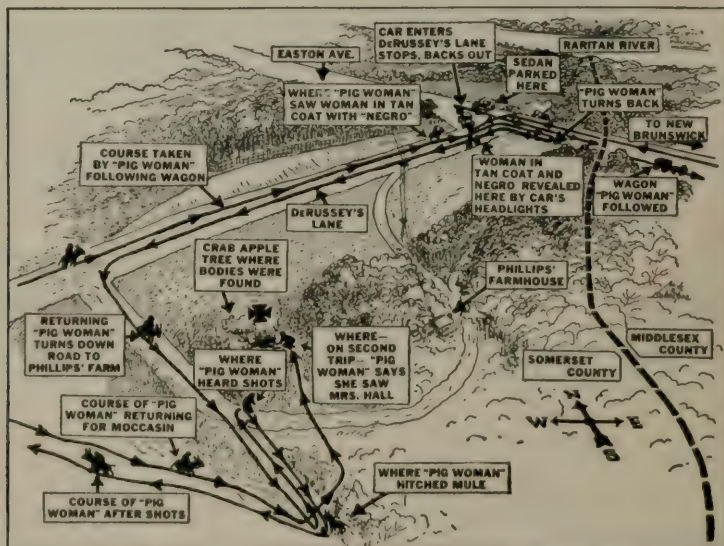 EASTON AVE.
CAR ENTERS
DERUSSEY'S LANE
STOPS, BACKS OUT
SEDAN
PARKED
HERE
RARITAN RIVER
WHERE "PIG WOMAN"
SAW WOMAN IN TAN
COAT WITH "NEGRO"
"PIG WOMAN"
TURNS BACK
TO NEW
BRUNSWICK
COURSE TAKEN
BY "PIG WOMAN"
FOLLOWING WAGON
WOMAN IN
TAN COAT AND
NEGRO REVEALED
HERE BY CAR'S
HEADLIGHTS
WAGON
"PIG WOMAN"
FOLLOWED
DERUSSEY'S
LANE
CRAB APPLE
TREE WHERE
BODIES WERE
FOUND
PHILLIPS'
FARMHOUSE
RETURNING
"PIG WOMAN"
TURNS DOWN
ROAD TO
PHILLIPS' FARM
WHERE
"PIG WOMAN"
HEARD SHOTS
WHERE—
ON SECOND
TRIP— "PIG
WOMAN" SAYS
SHE SAW
MRS. HALL
MIDDLESEX
COUNTY
SOMERSET
COUNTY
N
W
E
S
COURSE OF "PIG
WOMAN" RETURNING
FOR MOCCASIN
COURSE OF "PIG
WOMAN" AFTER SHOTS
WHERE "PIG WOMAN"
HITCHED MULE